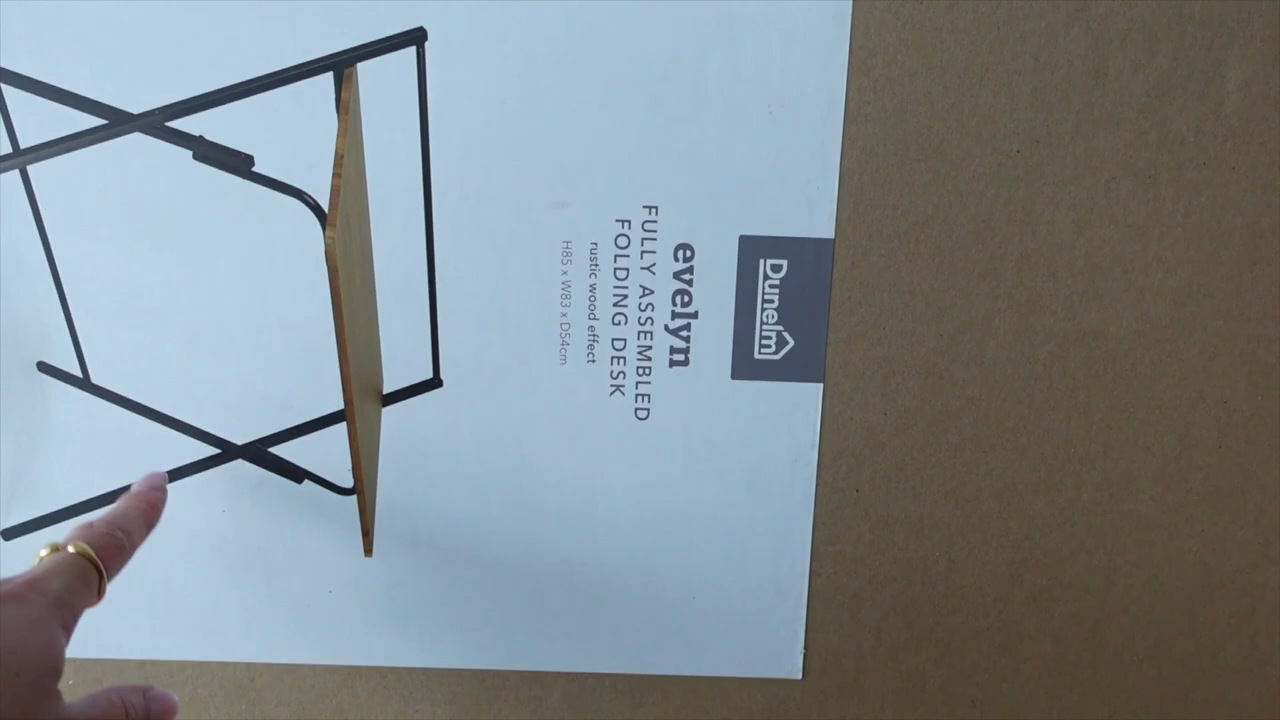 Dunelm
evelyn
FULLY ASSEMBLED
FOLDING DESK
rustic wood effect
H85 x W83 x D54cm